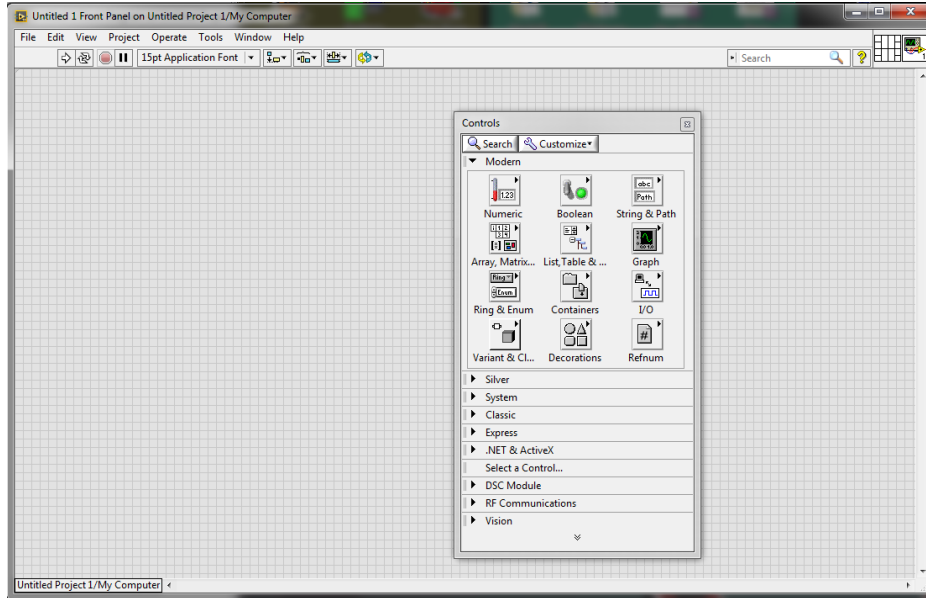 Untitled 1 Front Panel on Untitled Project 1/My Computer
File Edit View Project Operate Tools Window Help
15pt Application Font
Search
?
1
Controls
Search Customize
Modern
1.23
abc
Path
Numeric Boolean String & Path
Array, Matrix... List, Table & ... Graph
Ring
Enum
Ring & Enum Containers I/O
#
Variant & Cl... Decorations Refnum
Silver
System
Classic
Express
.NET & ActiveX
Select a Control...
DSC Module
RF Communications
Vision
Untitled Project 1/My Computer